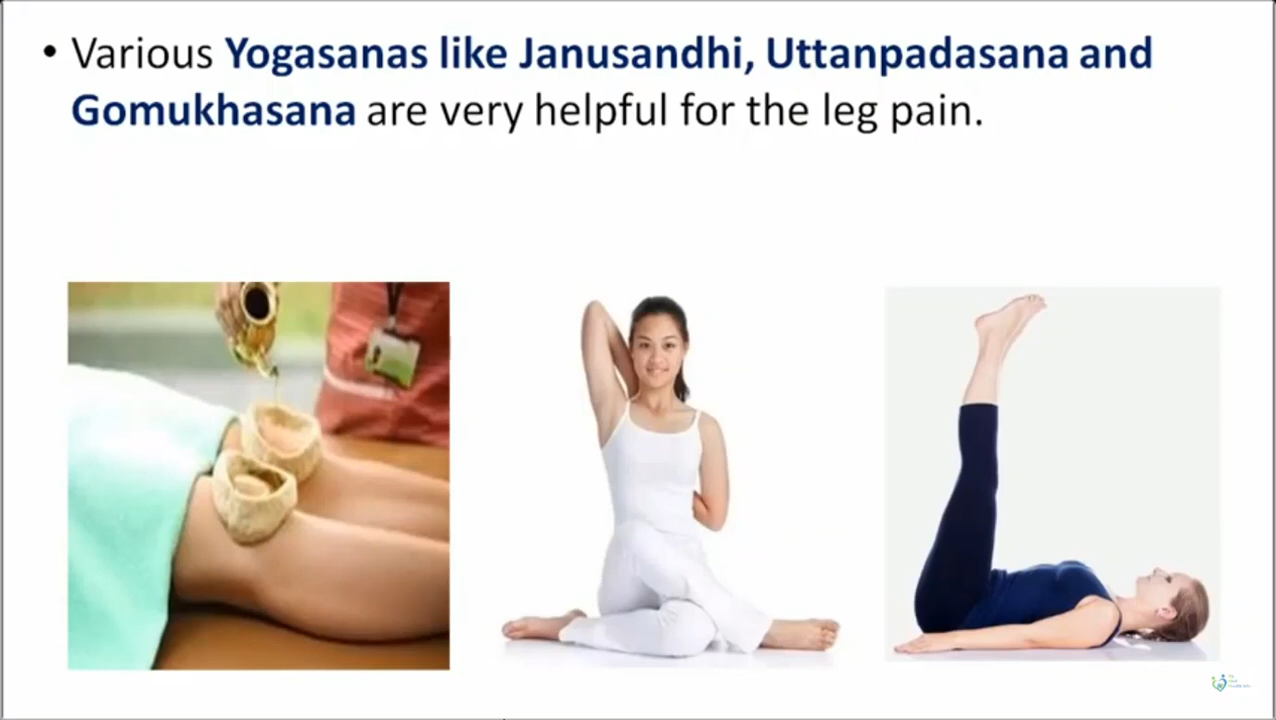 • Various Yogasanas like Janusandhi, Uttanpadasana and
Gomukhasana are very helpful for the leg pain.